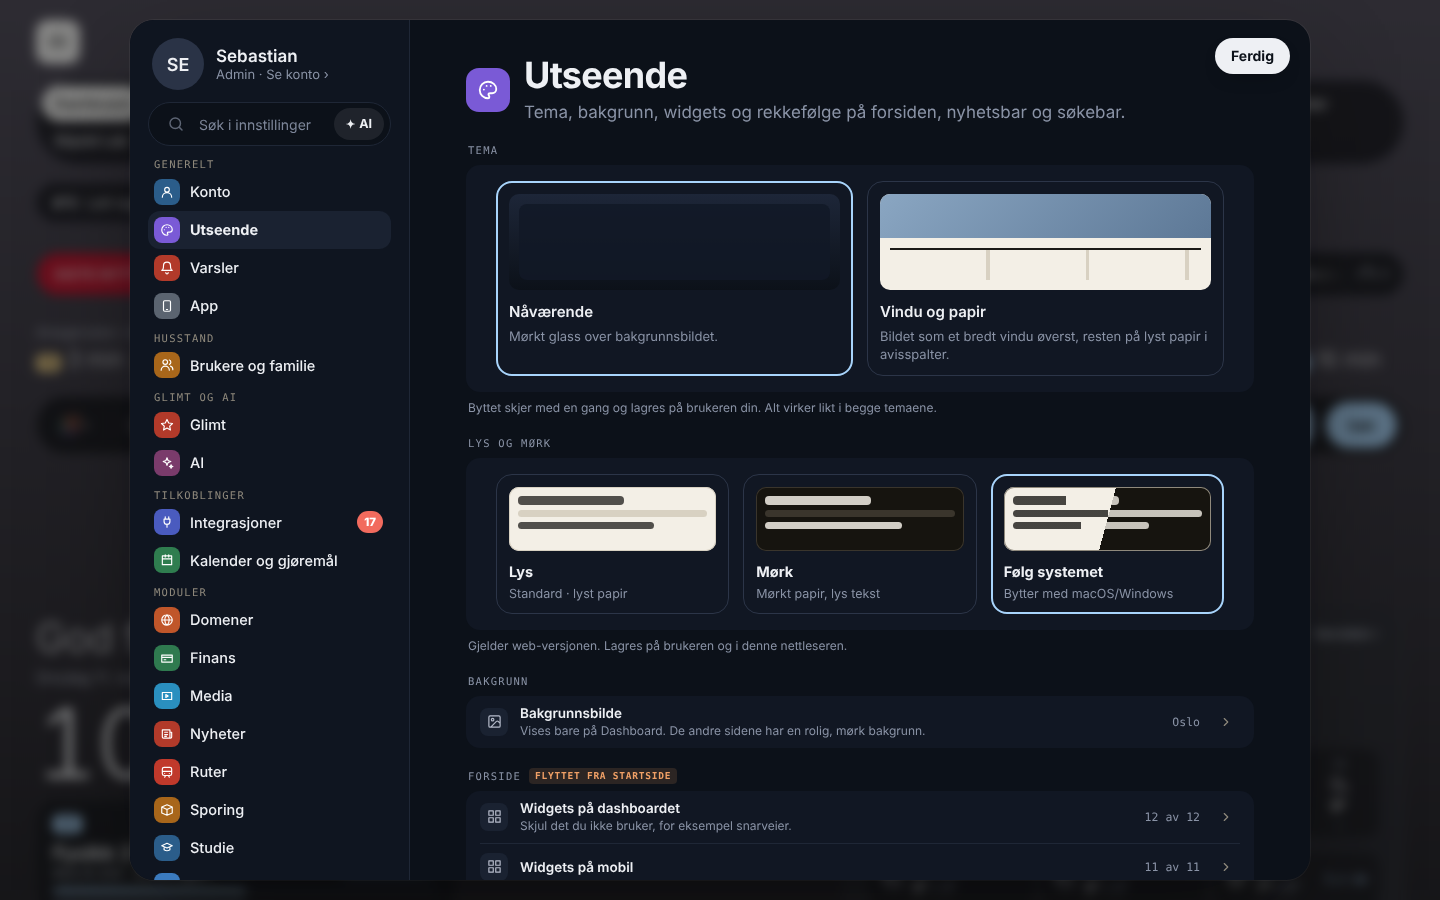 SE
Sebastian
Admin · Se konto ›
Søk i innstillinger
✦ AI
GENERELT
Konto
Utseende
Varsler
App
HUSSTAND
Brukere og familie
GLIMT OG AI
Glimt
AI
TILKOBLINGER
Integrasjoner
17
Kalender og gjøremål
MODULER
Domener
Finans
Media
Nyheter
Ruter
Sporing
Studie
Ferdig
Utseende
Tema, bakgrunn, widgets og rekkefølge på forsiden, nyhetsbar og søkebar.
TEMA
Nåværende
Mørkt glass over bakgrunnsbildet.
Vindu og papir
Bildet som et bredt vindu øverst, resten på lyst papir i
avisspalter.
Byttet skjer med en gang og lagres på brukeren din. Alt virker likt i begge temaene.
LYS OG MØRK
Lys
Standard · lyst papir
Mørk
Mørkt papir, lys tekst
Følg systemet
Bytter med macOS/Windows
Gjelder web-versjonen. Lagres på brukeren og i denne nettleseren.
BAKGRUNN
Bakgrunnsbilde
Vises bare på Dashboard. De andre sidene har en rolig, mørk bakgrunn.
Oslo
FORSIDE
FLYTTET FRA STARTSIDE
Widgets på dashboardet
Skjul det du ikke bruker, for eksempel snarveier.
12 av 12
Widgets på mobil
11 av 11
God
10